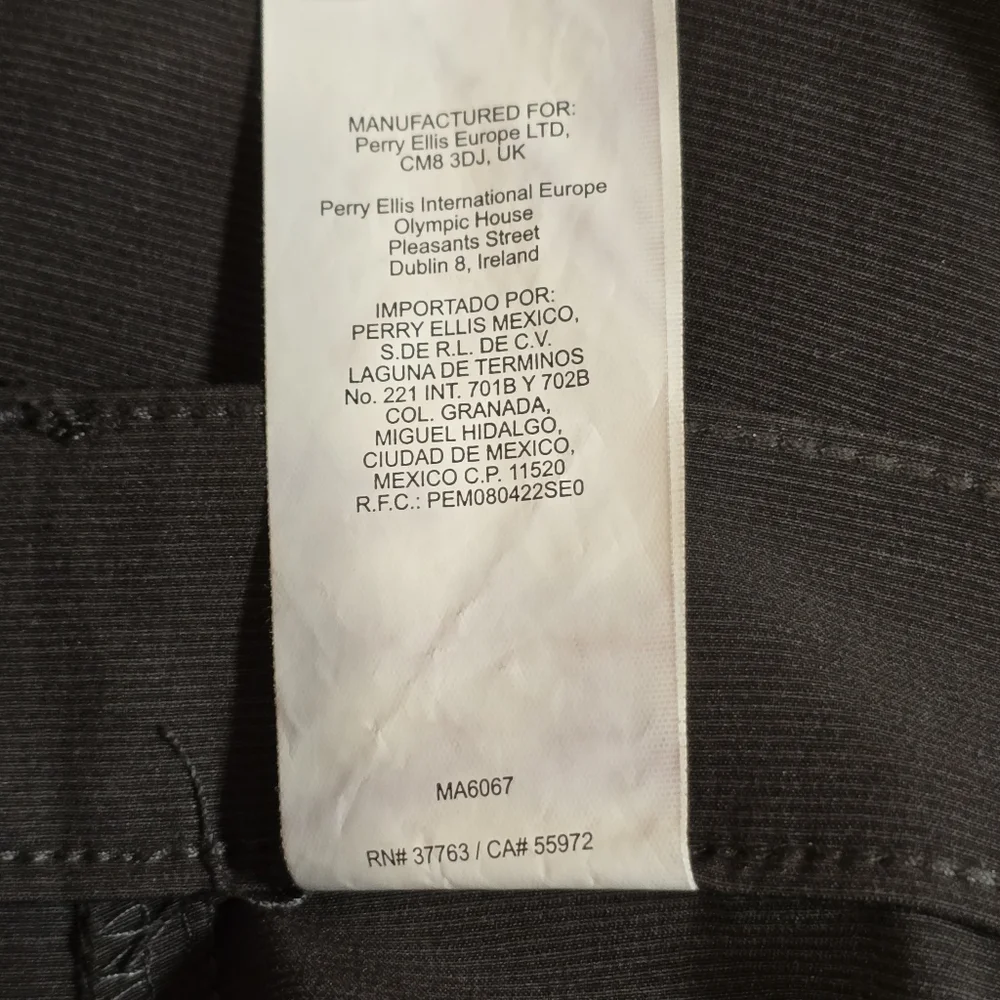 MANUFACTURED FOR:
Perry Ellis Europe LTD,
CM8 3DJ, UK
Perry Ellis International Europe
Olympic House
Pleasants Street
Dublin 8, Ireland
IMPORTADO POR:
PERRY ELLIS MEXICO,
S.DE R.L. DE C.V.
LAGUNA DE TERMINOS
No. 221 INT. 701B Y 702B
COL. GRANADA,
MIGUEL HIDALGO,
CIUDAD DE MEXICO,
MEXICO C.P. 11520
R.F.C.: PEM080422SE0
MA6067
RN# 37763 / CA# 55972